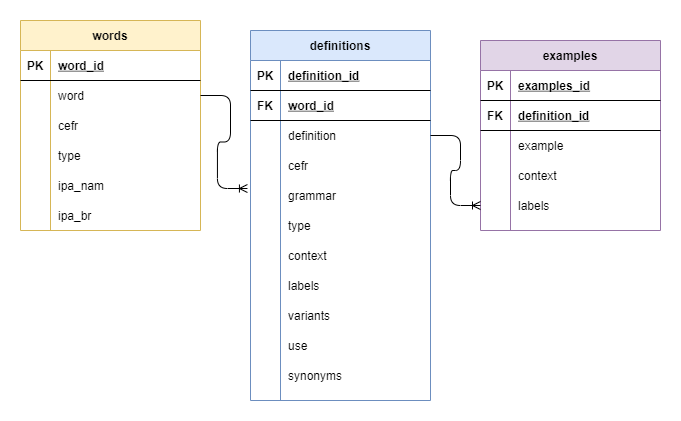 words
PK word_id
word
cefr
type
ipa_nam
ipa_br
definitions
PK definition_id
FK word_id
definition
cefr
grammar
type
context
labels
variants
use
synonyms
examples
PK examples_id
FK definition_id
example
context
labels